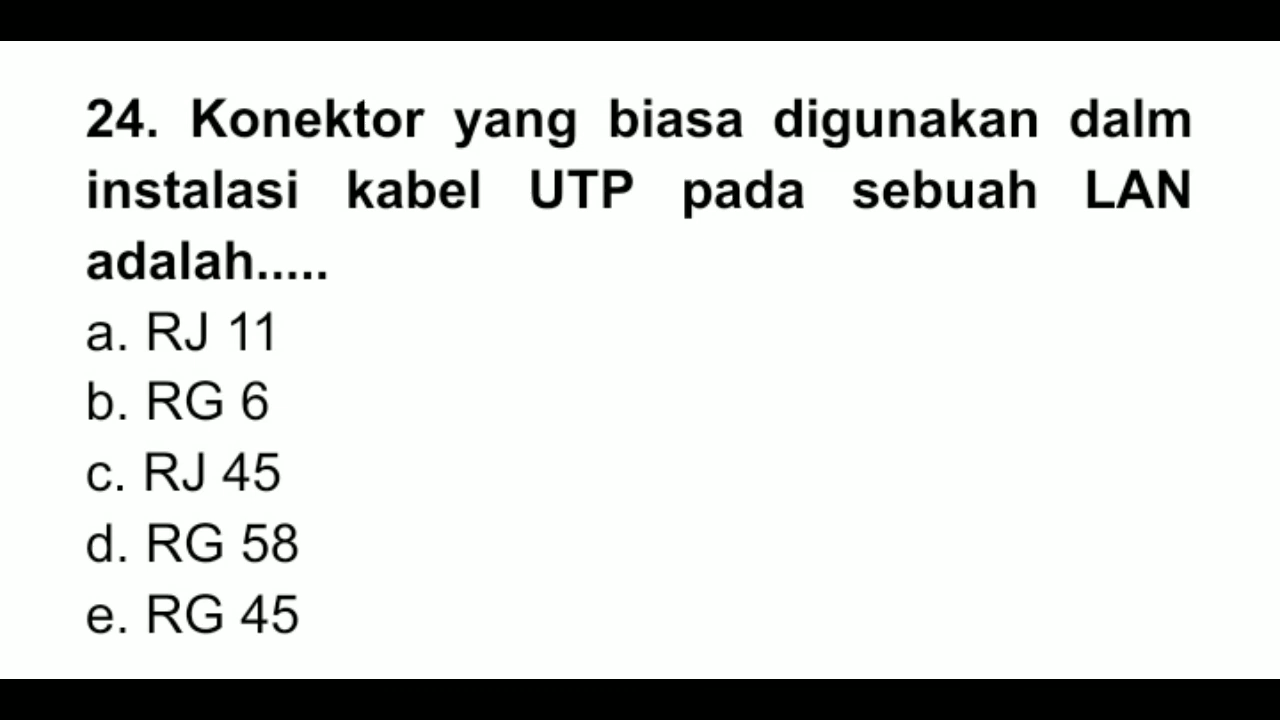 24. Konektor yang biasa digunakan dalm
instalasi kabel UTP pada sebuah LAN
adalah.....
a. RJ 11
b. RG 6
c. RJ 45
d. RG 58
e. RG 45